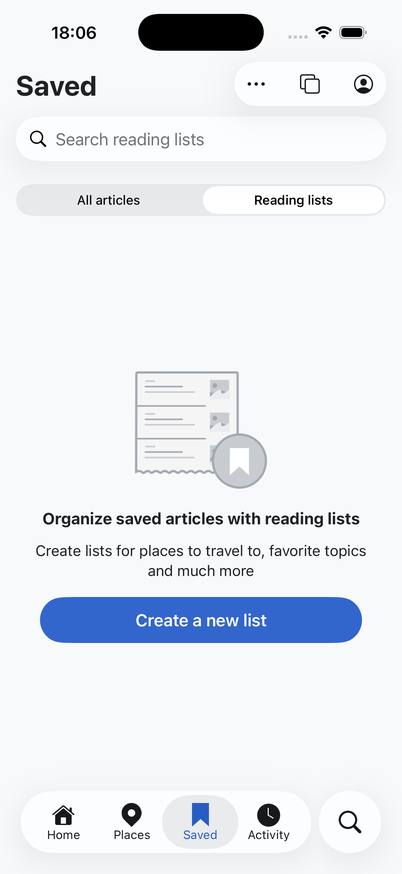 18:06
Saved
Search reading lists
All articles
Reading lists
Organize saved articles with reading lists
Create lists for places to travel to, favorite topics
and much more
Create a new list
Home
Places
Saved
Activity